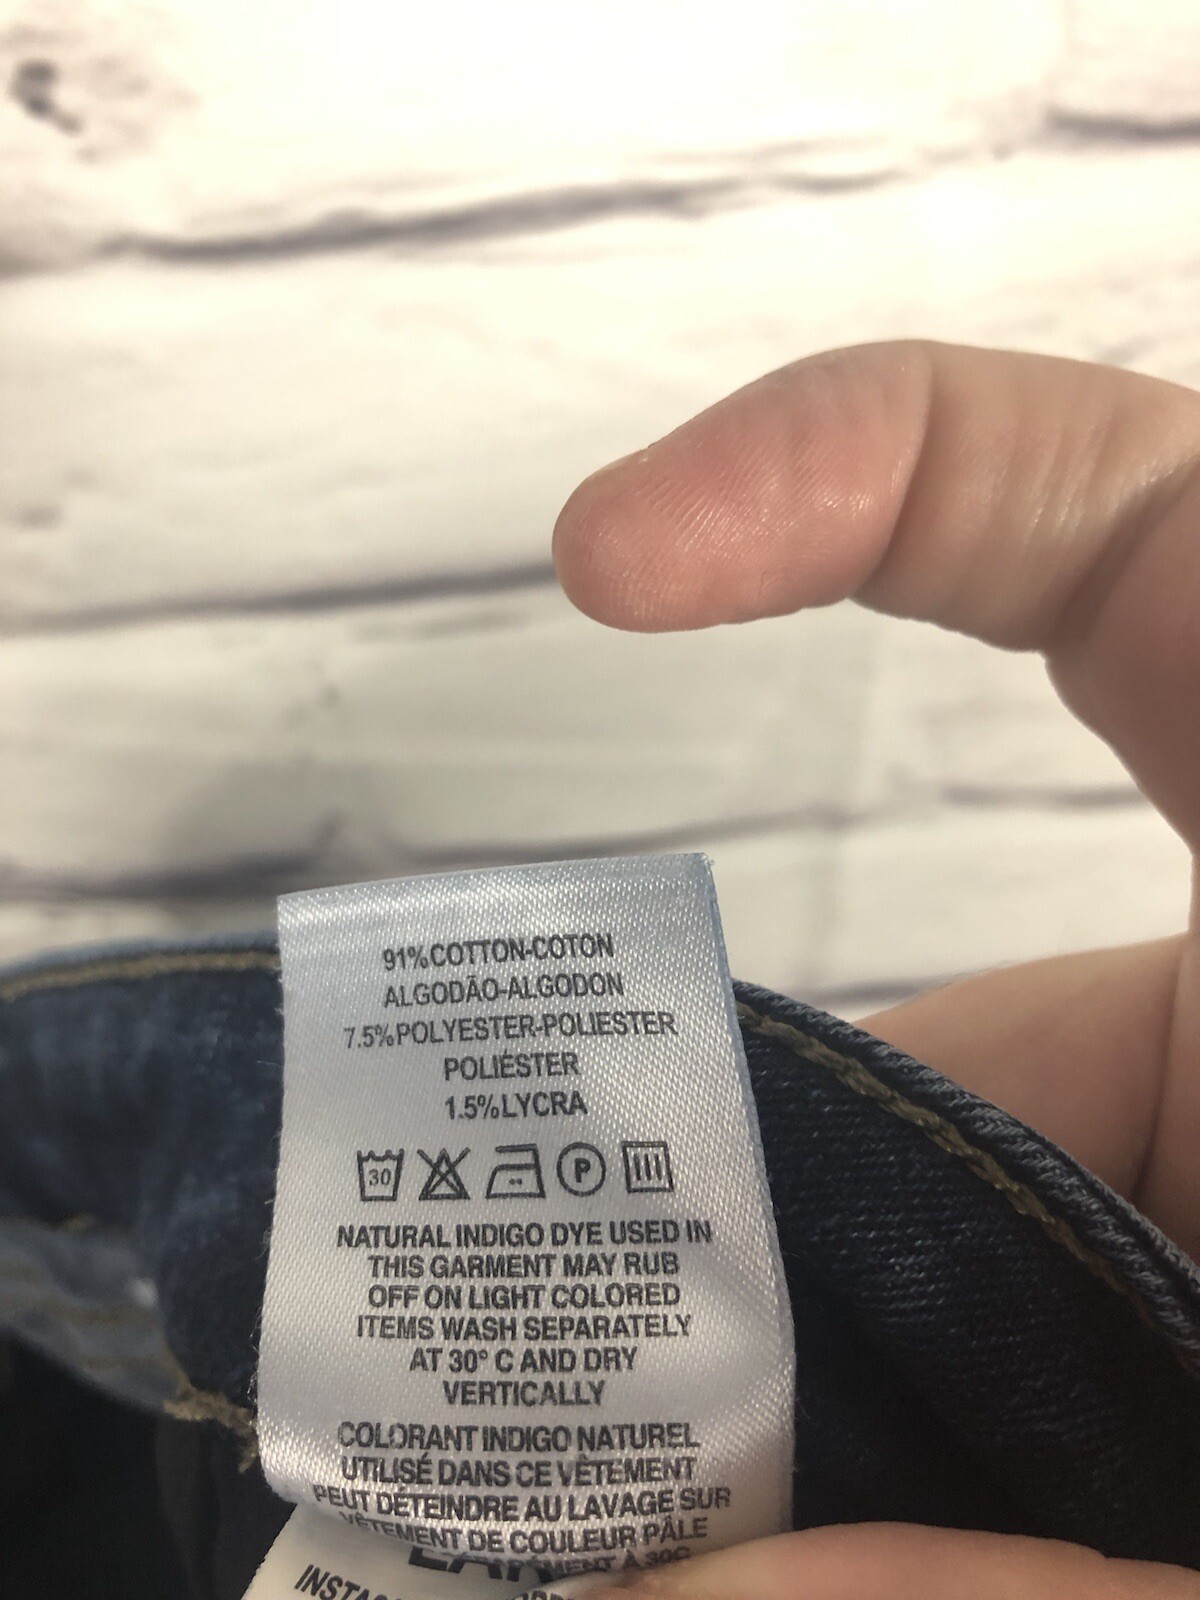 91%COTTON-COTON
ALGODÃO-ALGODON
7.5%POLYESTER-POLIESTER
POLIÉSTER
1.5%LYCRA
30 P
NATURAL INDIGO DYE USED IN
THIS GARMENT MAY RUB
OFF ON LIGHT COLORED
ITEMS WASH SEPARATELY
AT 30° C AND DRY
VERTICALLY
COLORANT INDIGO NATUREL
UTILISÉ DANS CE VÊTEMENT
PEUT DÉTEINDRE AU LAVAGE SUR
VÊTEMENT DE COULEUR PÂLE
À 30C